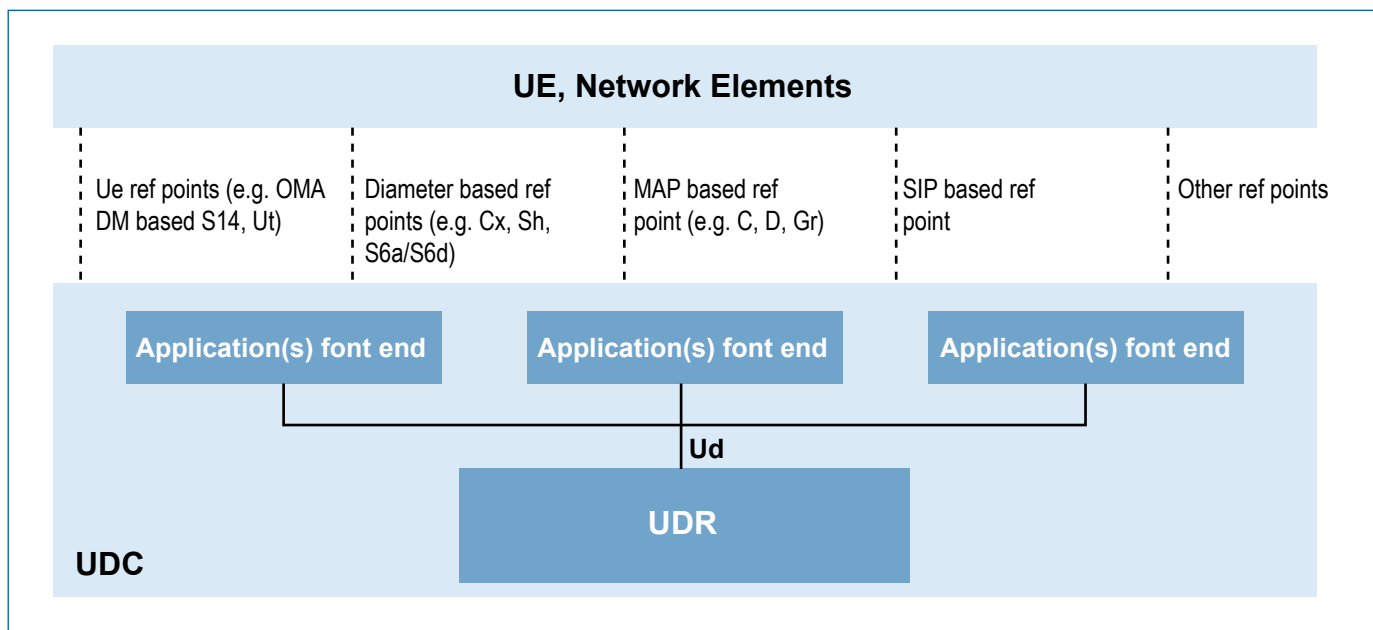 UE, Network Elements
Ue ref points (e.g. OMA
DM based S14, Ut)
Diameter based ref
points (e.g. Cx, Sh,
S6a/S6d)
MAP based ref
point (e.g. C, D, Gr)
SIP based ref
point
Other ref points
Application(s) font end
Application(s) font end
Application(s) font end
Ud
UDR
UDC